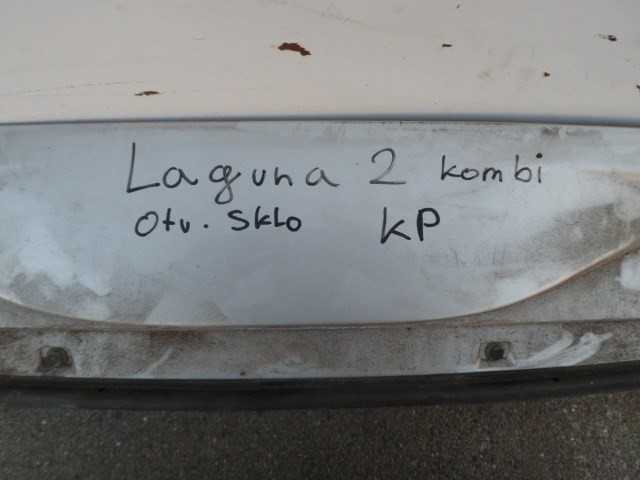 Laguna 2 kombi
Otv. Sklo KP